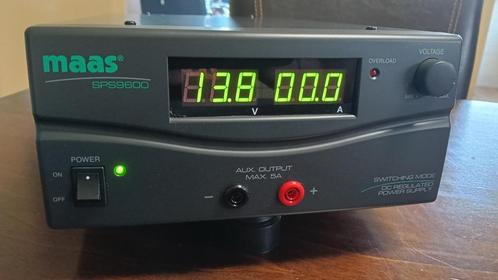 maas®
SPS9600
13.8 00.0
V A
OVERLOAD
VOLTAGE
POWER
ON
OFF
AUX. OUTPUT
MAX. 5A
− +
SWITCHING MODE
DC REGULATED
POWER SUPPLY